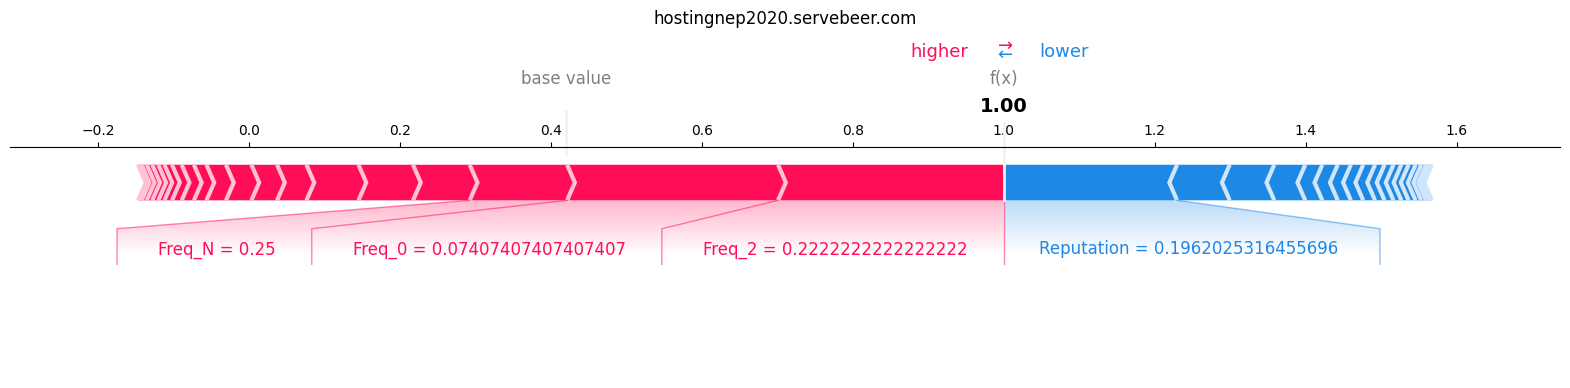 hostingnep2020.servebeer.com
higher ⇄ lower
base value f(x)
1.00
−0.2 0.0 0.2 0.4 0.6 0.8 1.0 1.2 1.4 1.6
Freq_N = 0.25 Freq_0 = 0.07407407407407407 Freq_2 = 0.2222222222222222 Reputation = 0.1962025316455696